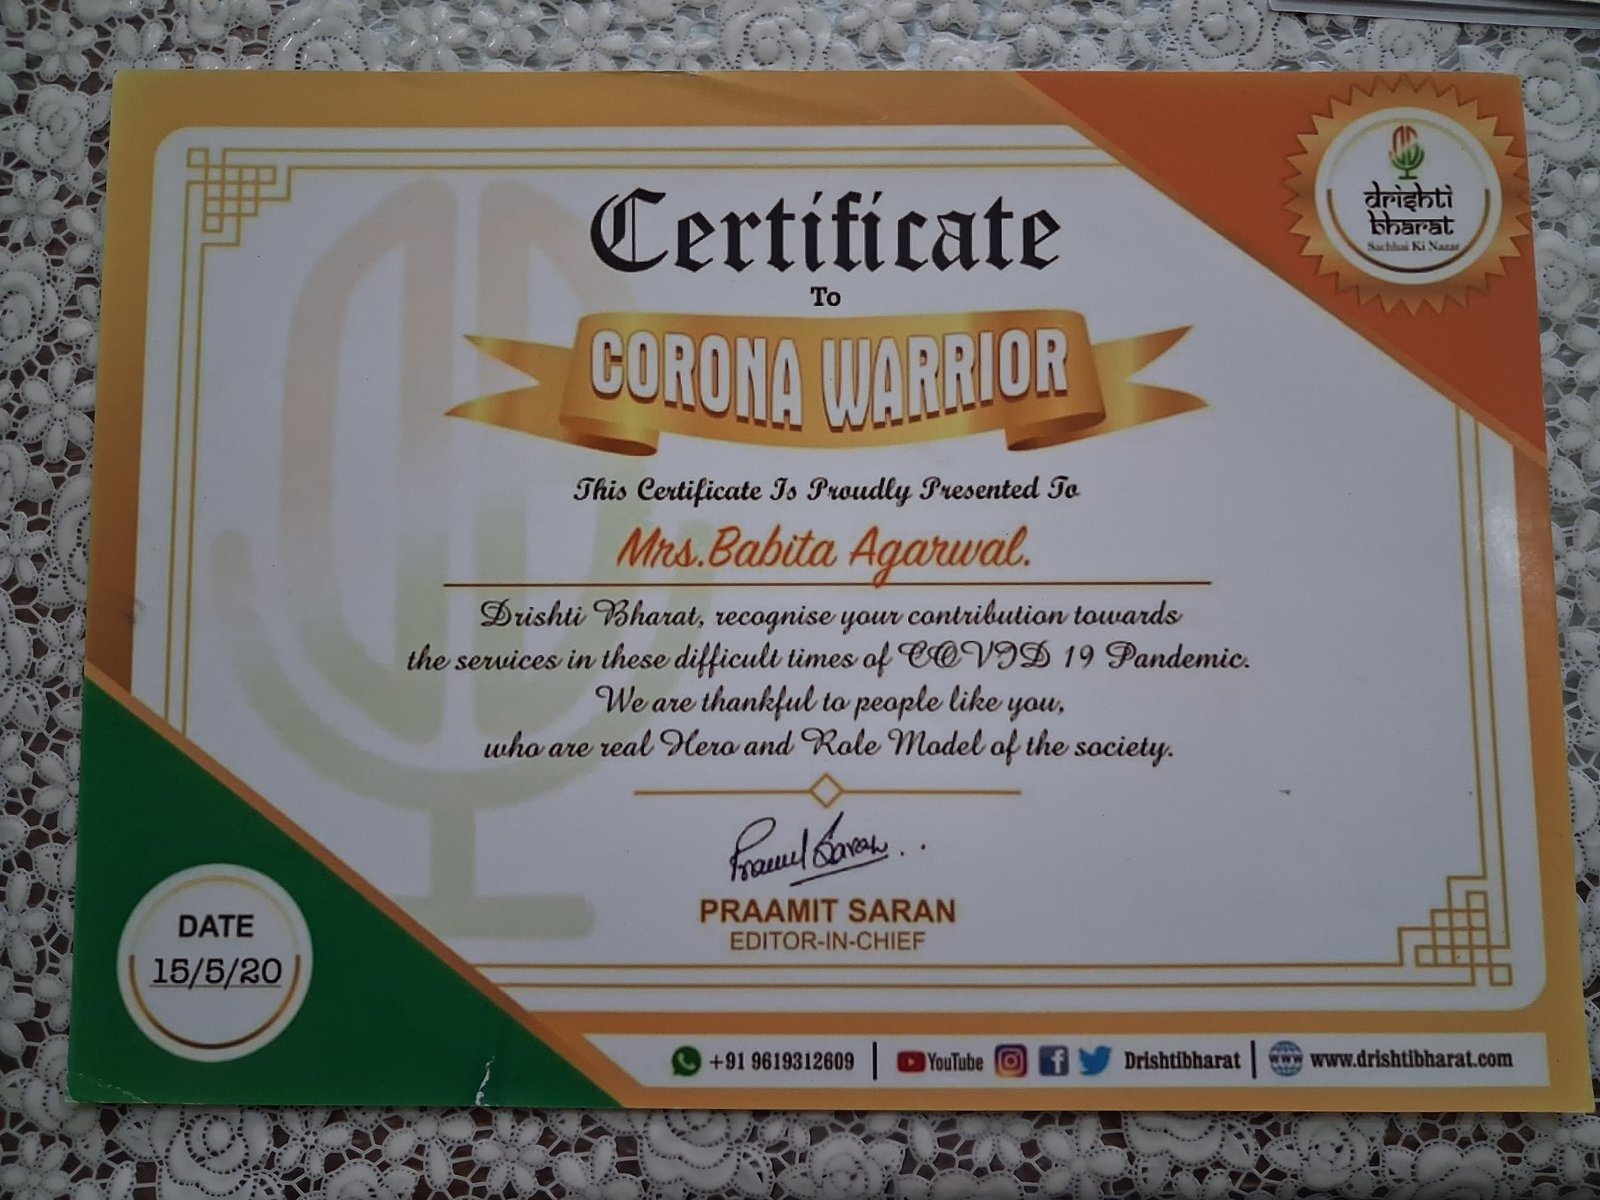 drishti
bharat
Sachhai Ki Nazar
Certificate
To
CORONA WARRIOR
This Certificate Is Proudly Presented To
Mrs.Babita Agarwal.
Drishti Bharat, recognise your contribution towards
the services in these difficult times of COVID 19 Pandemic.
We are thankful to people like you,
who are real Hero and Role Model of the society.
Pramit Saran..
PRAAMIT SARAN
EDITOR-IN-CHIEF
DATE
15/5/20
+91 9619312609 | YouTube Drishtibharat | www.drishtibharat.com